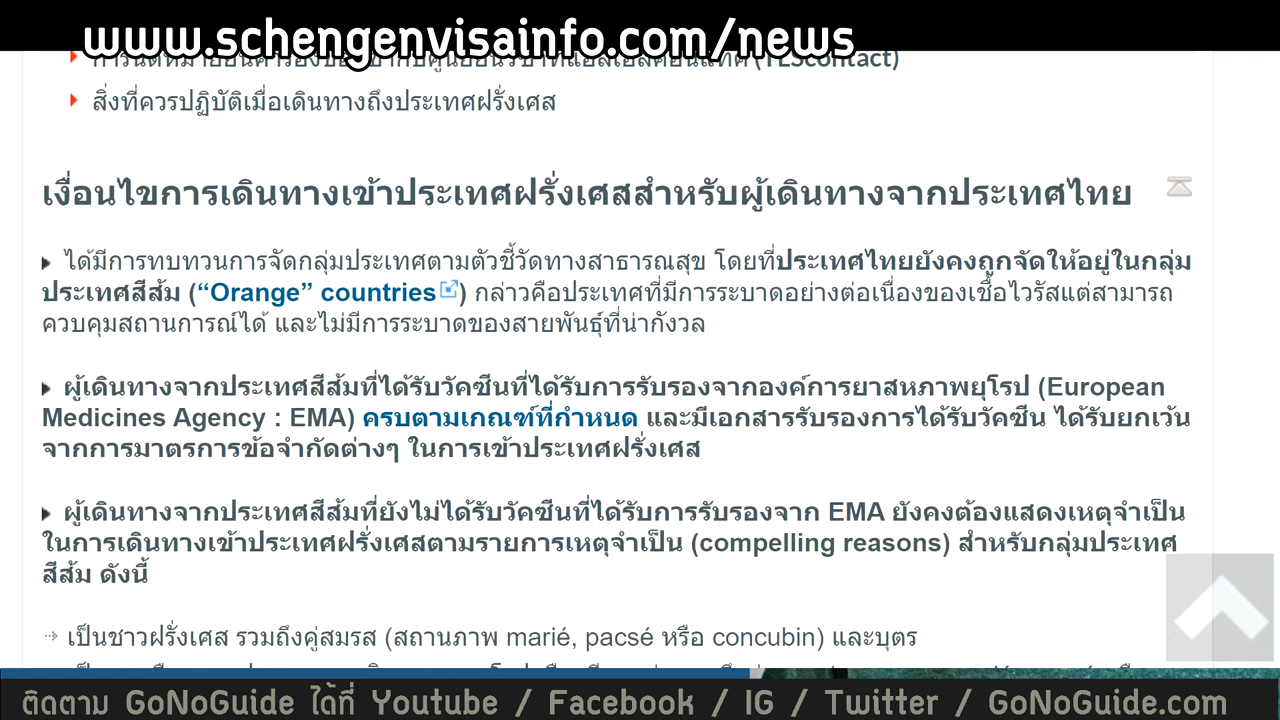 www.schengenvisainfo.com/news
(TLScontact)
สิ่งที่ควรปฏิบัติเมื่อเดินทางถึงประเทศฝรั่งเศส
เงื่อนไขการเดินทางเข้าประเทศฝรั่งเศสสำหรับผู้เดินทางจากประเทศไทย
ได้มีการทบทวนการจัดกลุ่มประเทศตามตัวชี้วัดทางสาธารณสุข โดยที่ประเทศไทยยังคงถูกจัดให้อยู่ในกลุ่ม
ประเทศสีส้ม (“Orange” countries) กล่าวคือประเทศที่มีการระบาดอย่างต่อเนื่องของเชื้อไวรัสแต่สามารถ
ควบคุมสถานการณ์ได้ และไม่มีการระบาดของสายพันธุ์ที่น่ากังวล
ผู้เดินทางจากประเทศสีส้มที่ได้รับวัคซีนที่ได้รับการรับรองจากองค์การยาสหภาพยุโรป (European
Medicines Agency : EMA) ครบตามเกณฑ์ที่กำหนด และมีเอกสารรับรองการได้รับวัคซีน ได้รับยกเว้น
จากการมาตรการข้อจำกัดต่างๆ ในการเข้าประเทศฝรั่งเศส
ผู้เดินทางจากประเทศสีส้มที่ยังไม่ได้รับวัคซีนที่ได้รับการรับรองจาก EMA ยังคงต้องแสดงเหตุจำเป็น
ในการเดินทางเข้าประเทศฝรั่งเศสตามรายการเหตุจำเป็น (compelling reasons) สำหรับกลุ่มประเทศ
สีส้ม ดังนี้
เป็นชาวฝรั่งเศส รวมถึงคู่สมรส (สถานภาพ marié, pacsé หรือ concubin) และบุตร
ติดตาม GoNoGuide ได้ที่ Youtube / Facebook / IG / Twitter / GoNoGuide.com